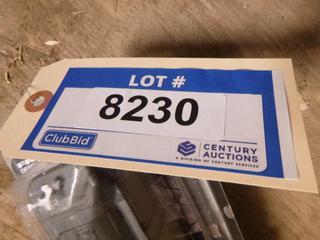 LOT #
8230
ClubBid
CENTURY
AUCTIONS
A DIVISION OF CENTURY SERVICES